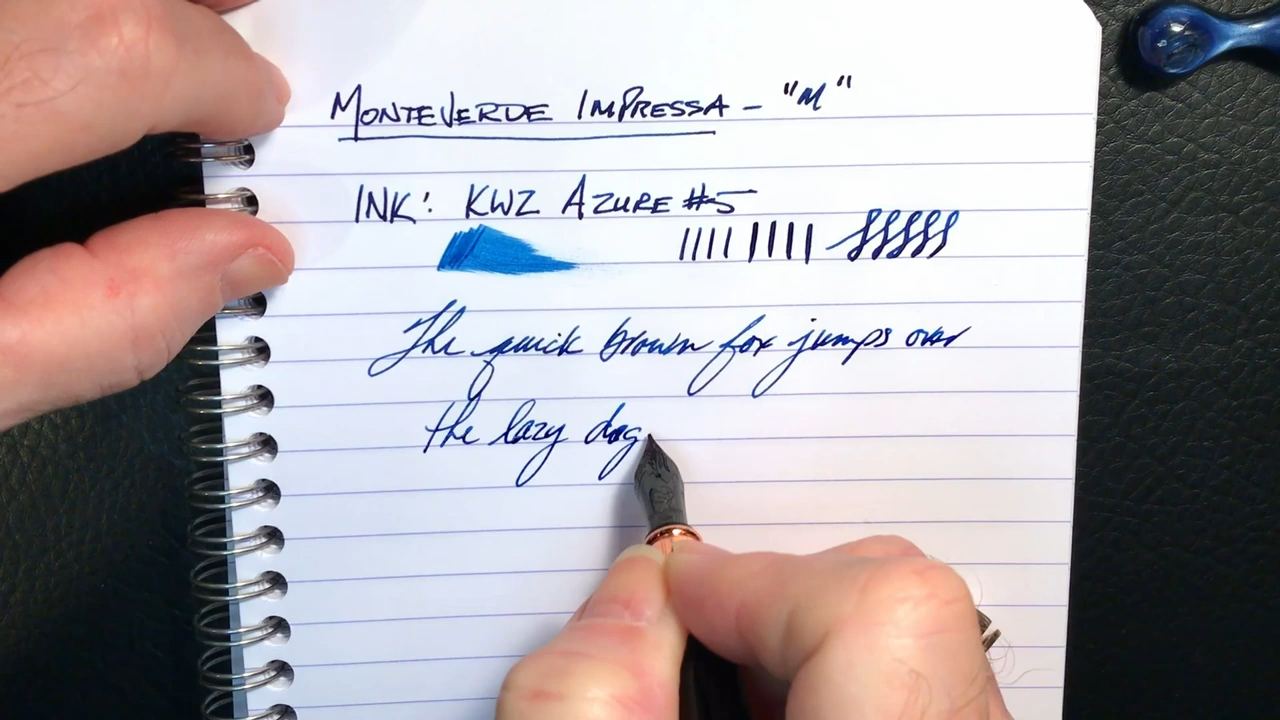 MONTEVERDE IMPRESSA - "M"
INK: KWZ AZURE #5
The quick brown fox jumps over
the lazy dog